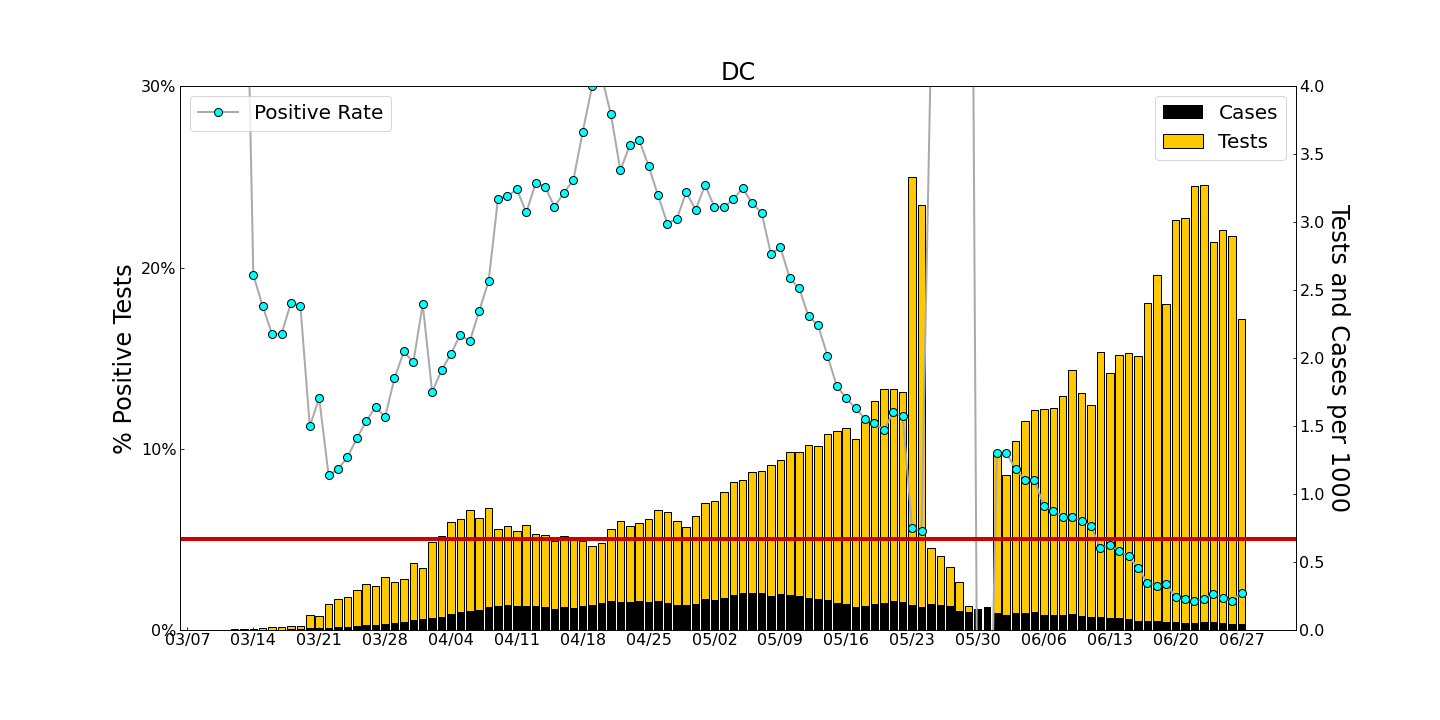 DC
30%
20%
10%
0%
% Positive Tests
Positive Rate
Cases
Tests
4.0
3.5
3.0
2.5
2.0
1.5
1.0
0.5
0.0
Tests and Cases per 1000
03/07 03/14 03/21 03/28 04/04 04/11 04/18 04/25 05/02 05/09 05/16 05/23 05/30 06/06 06/13 06/20 06/27